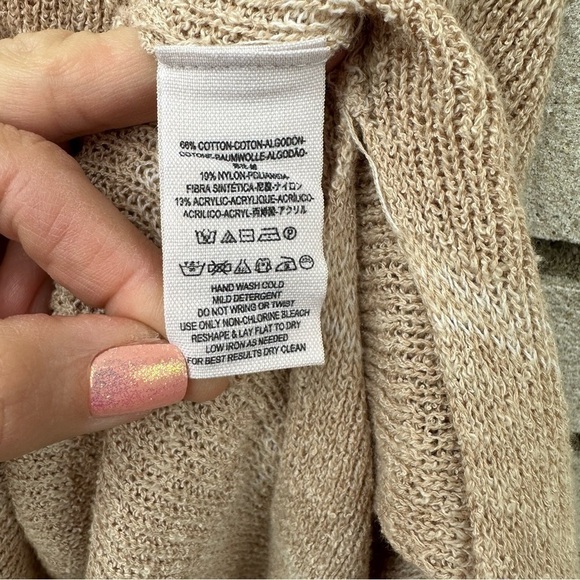 68% COTTON-COTON-ALGODÓN-
COTONE-BAUMWOLLE-ALGODÃO-
19% NYLON-POLIAMIDA
FIBRA SINTÉTICA-尼龍-ナイロン
13% ACRYLIC-ACRYLIQUE-ACRÍLICO-
ACRILICO-ACRYL-丙烯酸-アクリル
HAND WASH COLD
MILD DETERGENT
DO NOT WRING OR TWIST
USE ONLY NON-CHLORINE BLEACH
RESHAPE & LAY FLAT TO DRY
LOW IRON AS NEEDED
FOR BEST RESULTS DRY CLEAN